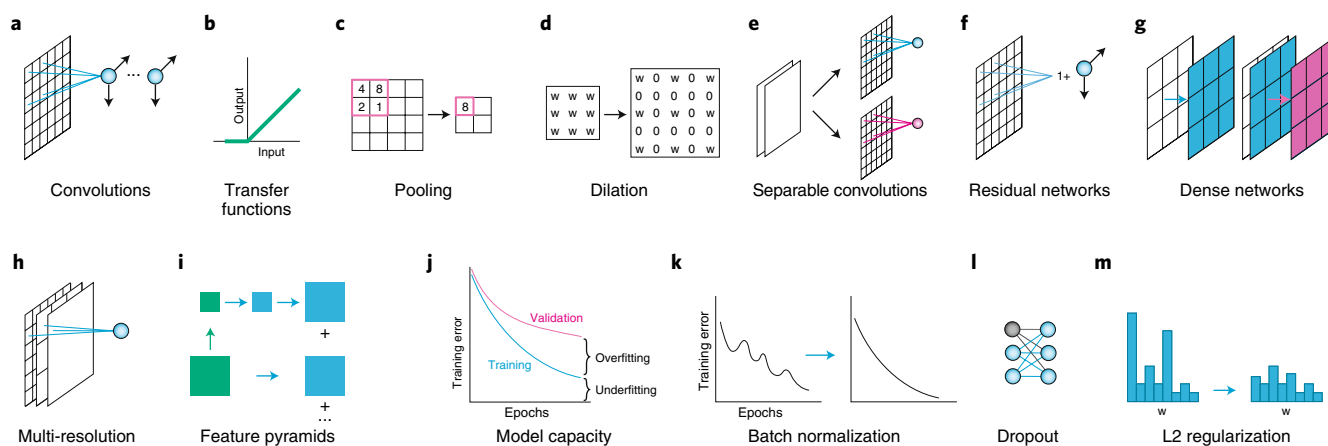 a
Convolutions
b
Output
Input
Transfer
functions
c
4 8
2 1
8
Pooling
d
w w w
w w w
w w w
w 0 w 0 w
0 0 0 0 0
w 0 w 0 w
0 0 0 0 0
w 0 w 0 w
Dilation
e
Separable convolutions
f
1+
Residual networks
g
Dense networks
h
Multi-resolution
i
+
+
...
Feature pyramids
j
Training error
Validation
Training
Overfitting
Underfitting
Epochs
Model capacity
k
Training error
Epochs
Batch normalization
l
Dropout
m
w
w
L2 regularization